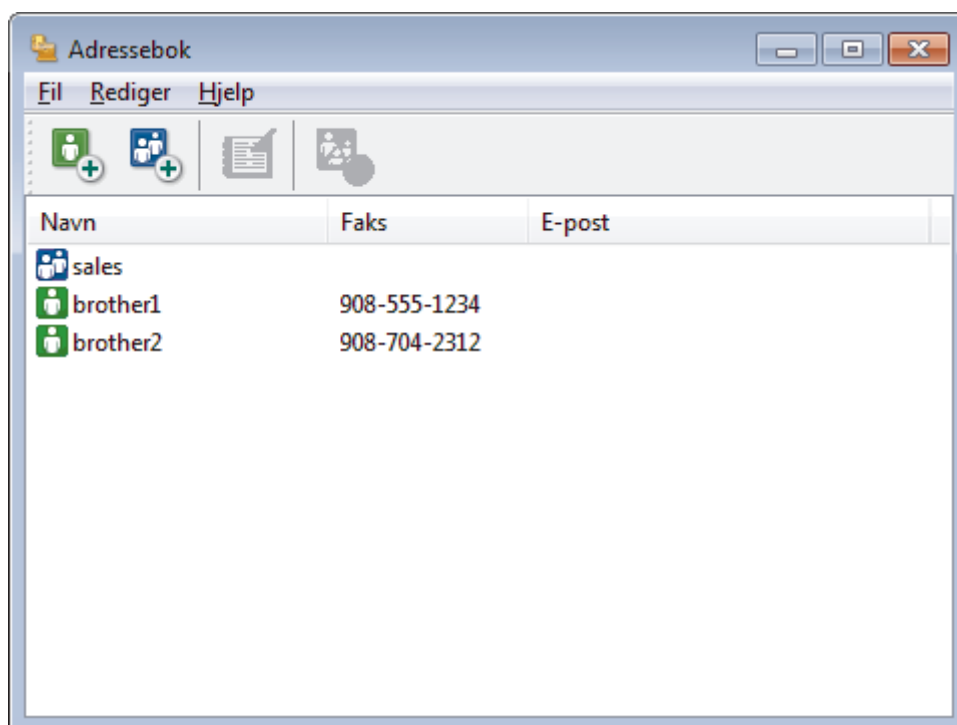 Adressebok
Fil Rediger Hjelp
Navn Faks E-post
sales
brother1 908-555-1234
brother2 908-704-2312